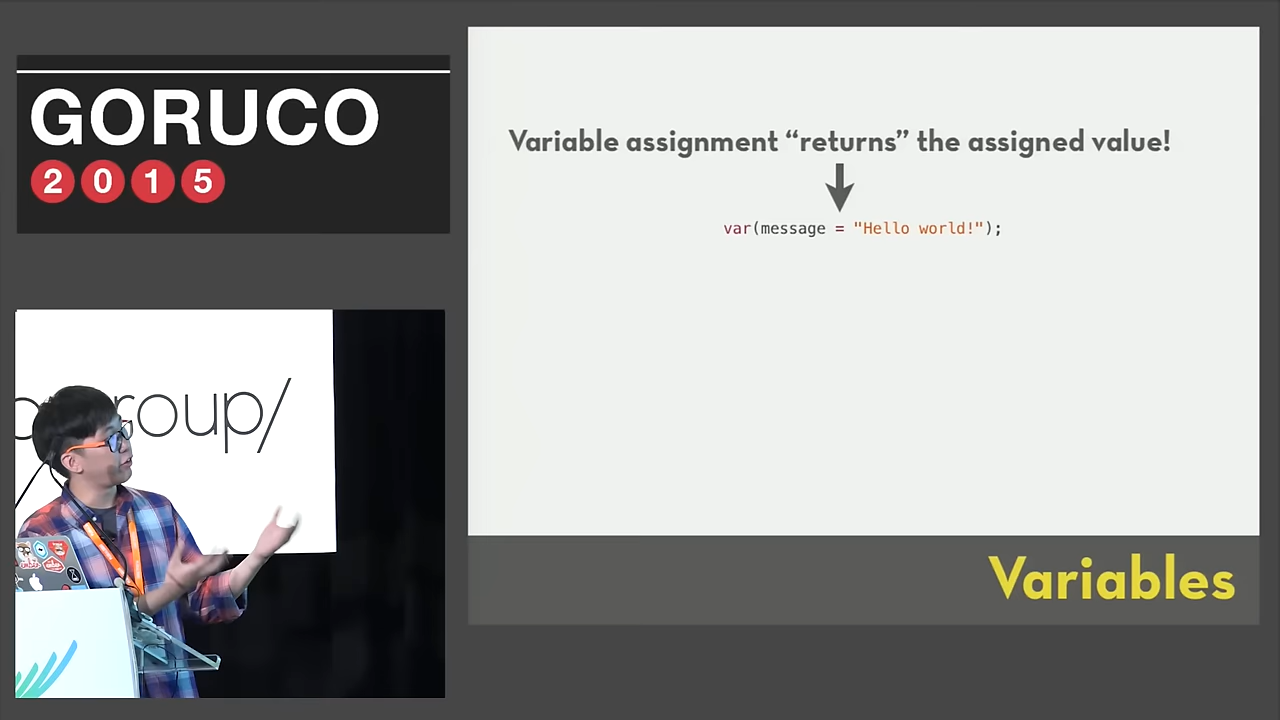 GORUCO
2015
Variable assignment “returns” the assigned value!
var(message = "Hello world!");
roup/
Variables